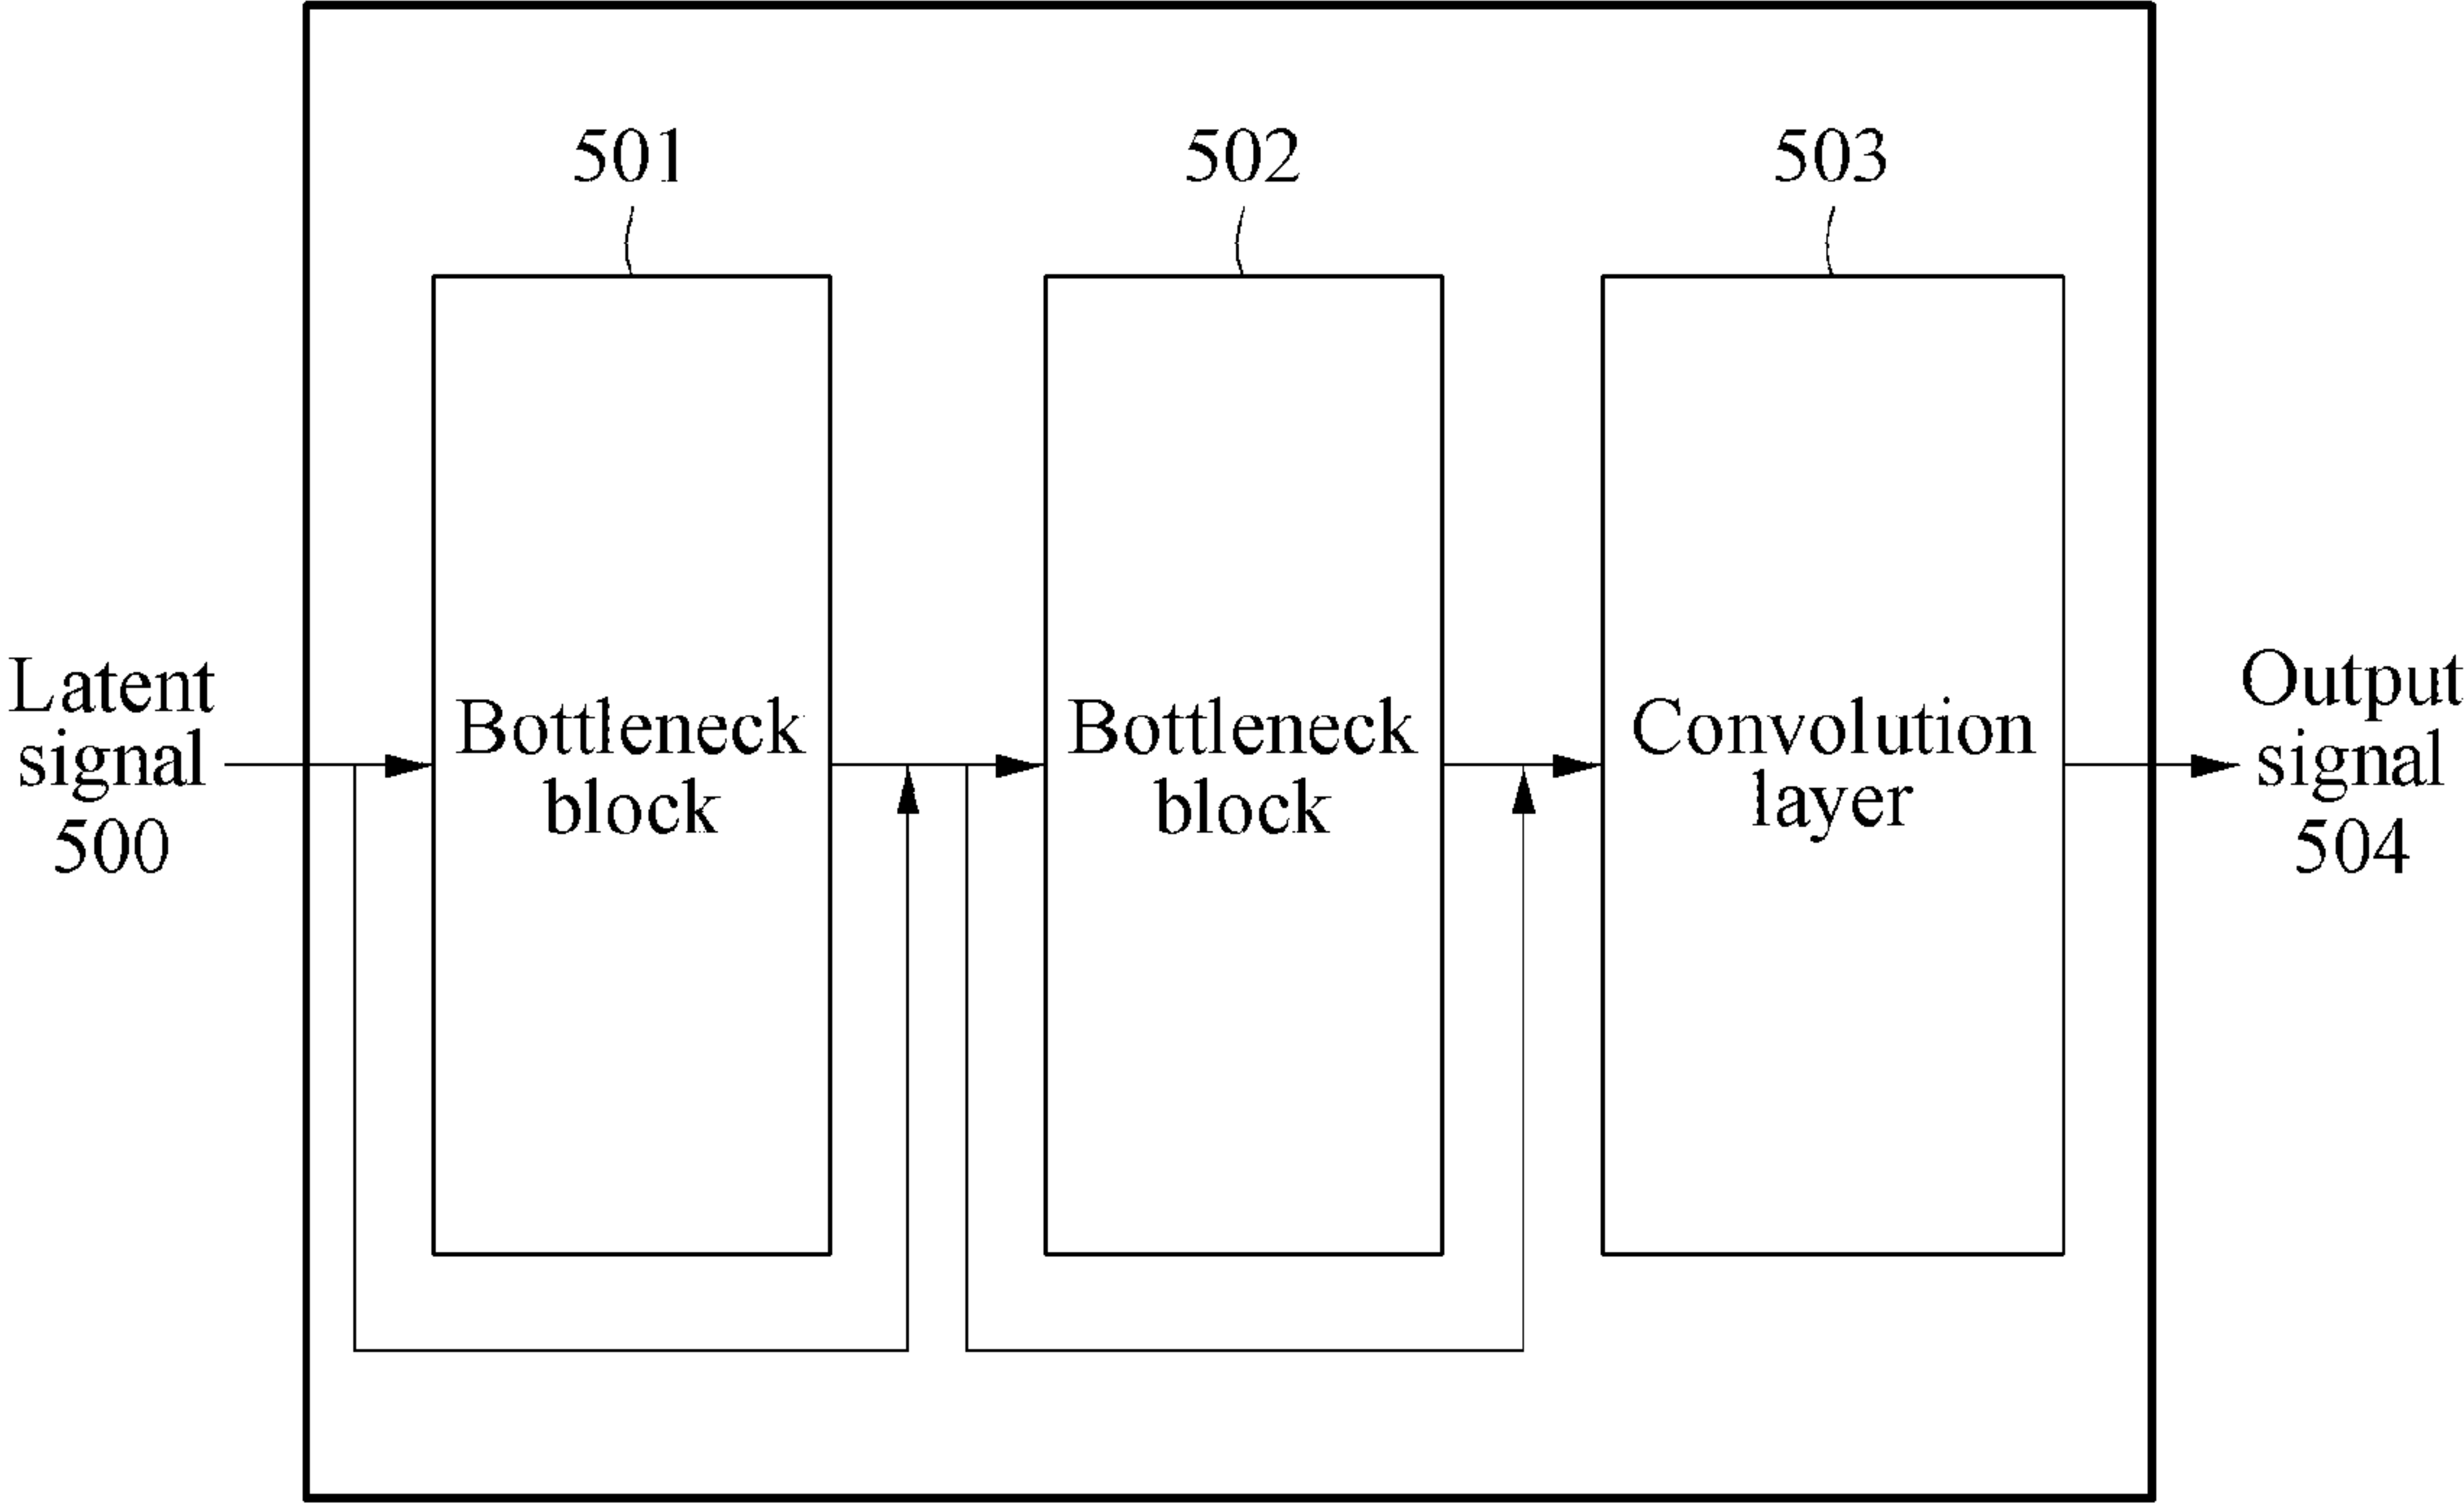 501
502
503
Latent
signal
500
Bottleneck
block
Bottleneck
block
Convolution
layer
Output
signal
504